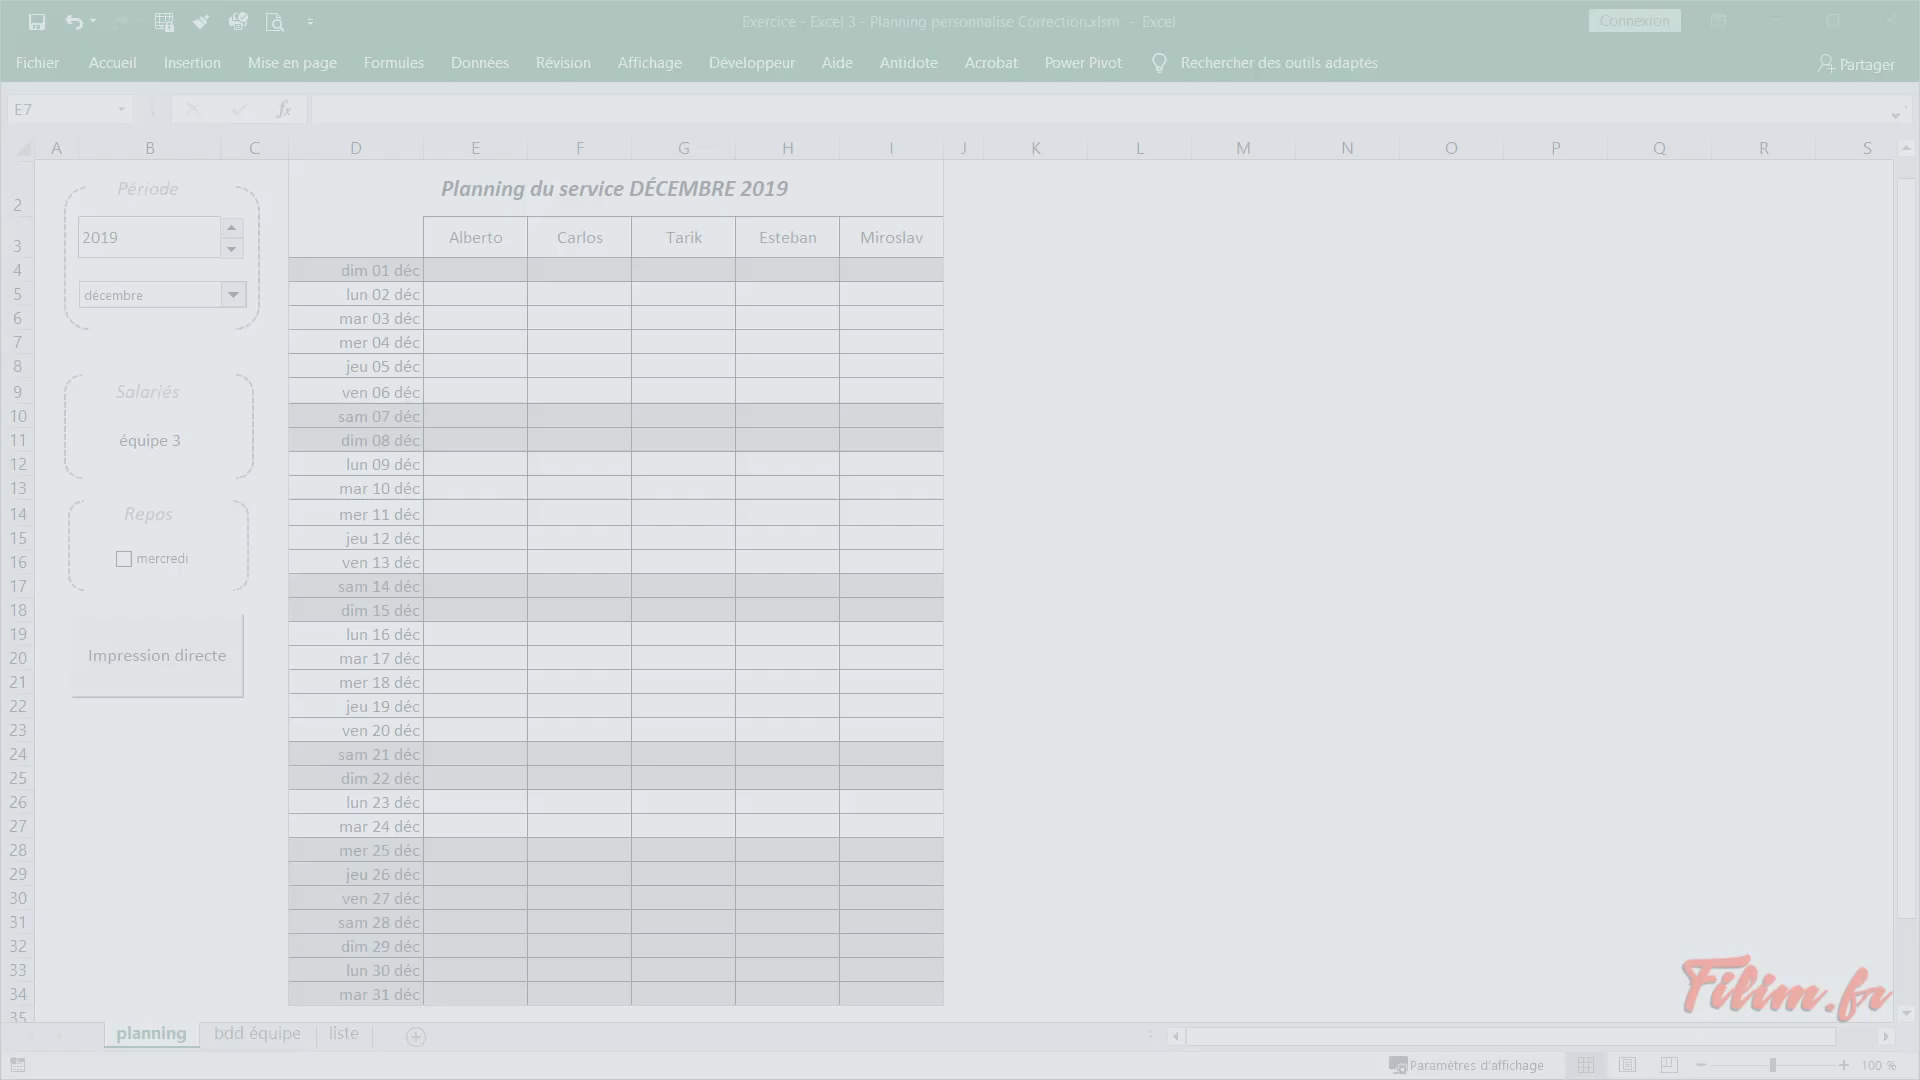 Exercice - Excel 3 - Planning personnalise Correction.xlsm - Excel
Connexion
Fichier Accueil Insertion Mise en page Formules Données Révision Affichage Développeur Aide Antidote Acrobat Power Pivot Rechercher des outils adaptés Partager
E7 fx
A B C D E F G H I J K L M N O P Q R S
Période
2 Planning du service DÉCEMBRE 2019
3 2019 Alberto Carlos Tarik Esteban Miroslav
4 dim 01 déc
5 décembre lun 02 déc
6 mar 03 déc
7 mer 04 déc
8 jeu 05 déc
9 Salariés ven 06 déc
10 sam 07 déc
11 équipe 3 dim 08 déc
12 lun 09 déc
13 mar 10 déc
14 Repos mer 11 déc
15 jeu 12 déc
16 mercredi ven 13 déc
17 sam 14 déc
18 dim 15 déc
19 lun 16 déc
20 Impression directe mar 17 déc
21 mer 18 déc
22 jeu 19 déc
23 ven 20 déc
24 sam 21 déc
25 dim 22 déc
26 lun 23 déc
27 mar 24 déc
28 mer 25 déc
29 jeu 26 déc
30 ven 27 déc
31 sam 28 déc
32 dim 29 déc
33 lun 30 déc
34 mar 31 déc
35
Filim.fr
planning bdd équipe liste
Paramètres d'affichage 100 %